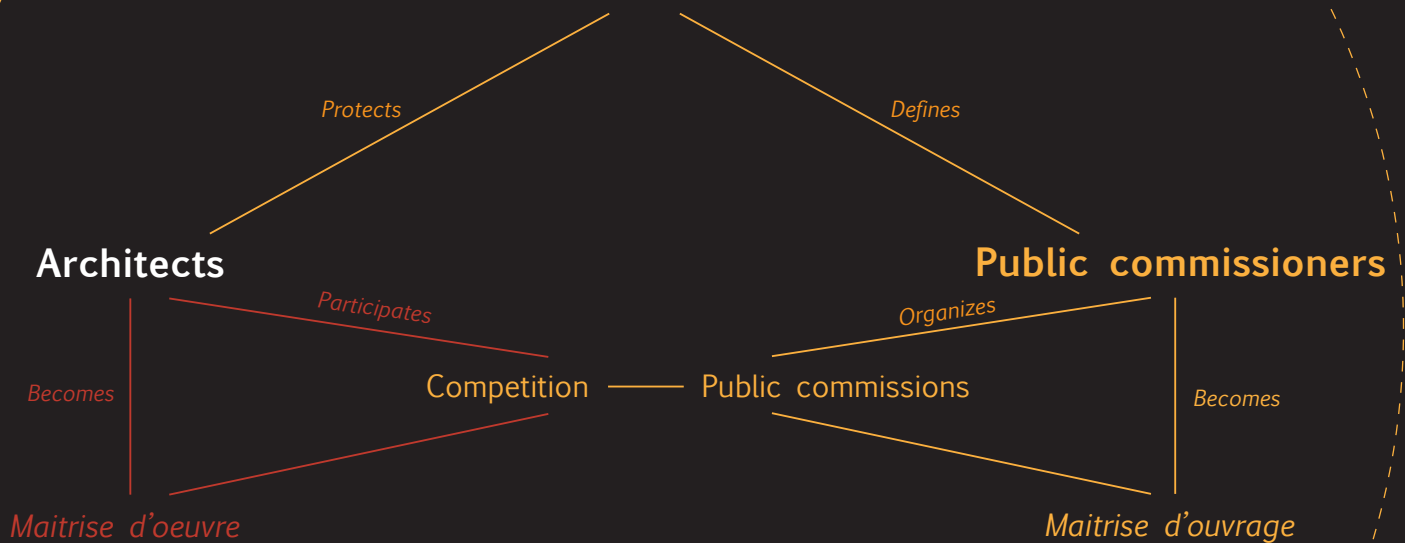 Protects
Defines
Architects
Public commissioners
Participates
Organizes
Becomes
Competition
Public commissions
Becomes
Maitrise d'oeuvre
Maitrise d'ouvrage